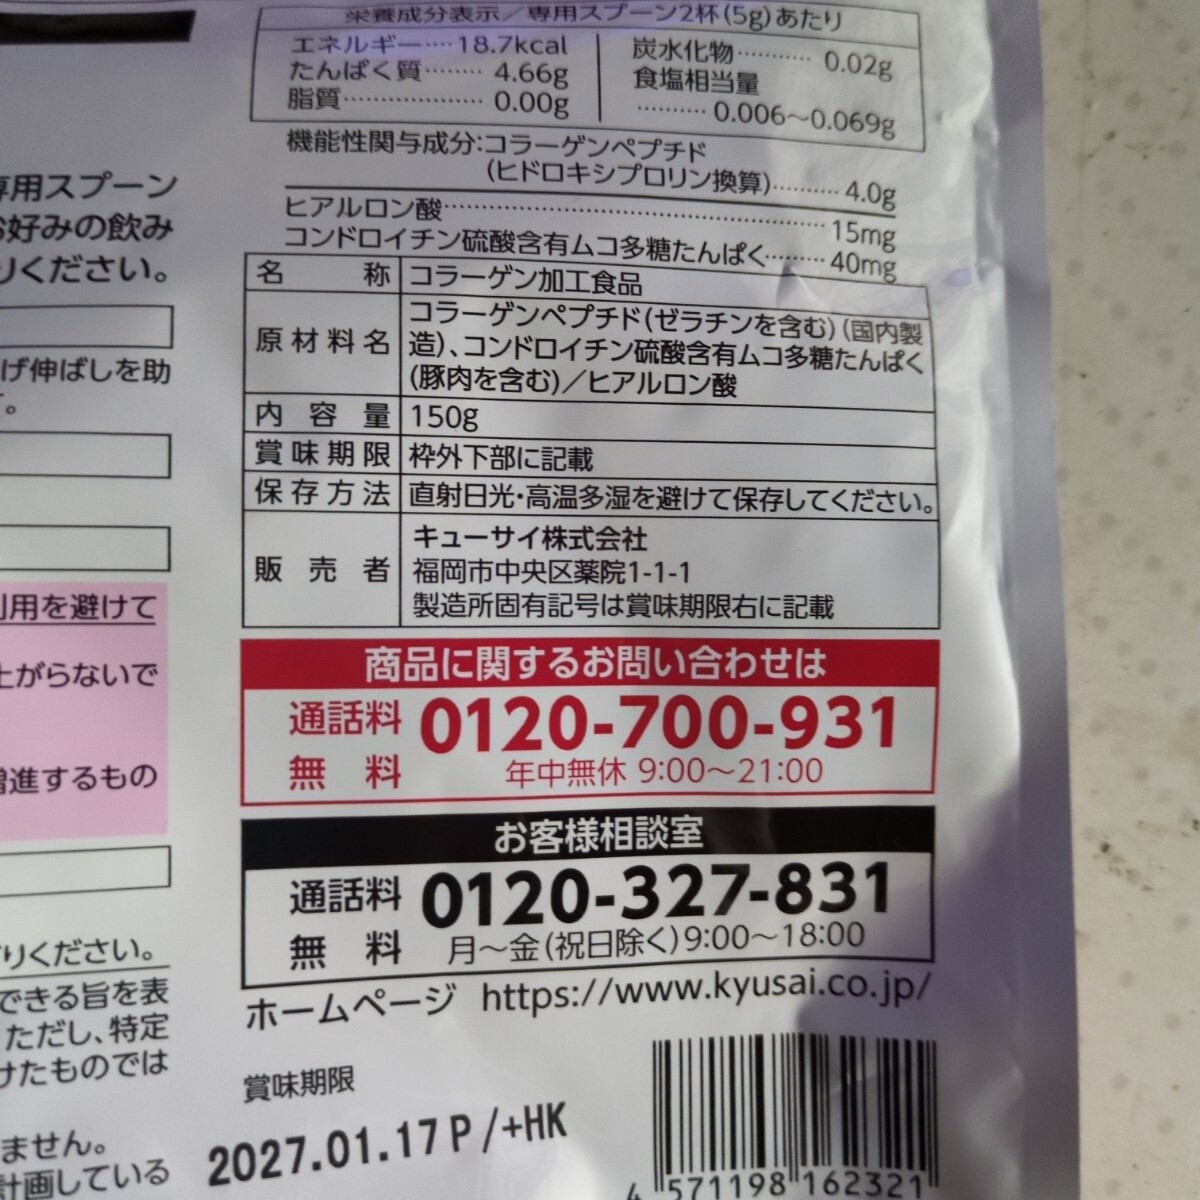 栄養成分表示／専用スプーン2杯(5g)あたり
エネルギー…… 18.7kcal
たんぱく質……… 4.66g
脂質……………… 0.00g
炭水化物………… 0.02g
食塩相当量
……… 0.006〜0.069g
機能性関与成分:コラーゲンペプチド
(ヒドロキシプロリン換算)……… 4.0g
ヒアルロン酸……………………………… 15mg
コンドロイチン硫酸含有ムコ多糖たんぱく……… 40mg
名称 コラーゲン加工食品
原材料名 コラーゲンペプチド(ゼラチンを含む)(国内製
造)、コンドロイチン硫酸含有ムコ多糖たんぱく
(豚肉を含む)／ヒアルロン酸
内容量 150g
賞味期限 枠外下部に記載
保存方法 直射日光・高温多湿を避けて保存してください。
販売者 キューサイ株式会社
福岡市中央区薬院1-1-1
製造所固有記号は賞味期限右に記載
商品に関するお問い合わせは
通話料無料 0120-700-931
年中無休 9:00〜21:00
お客様相談室
通話料無料 0120-327-831
月〜金(祝日除く)9:00〜18:00
ホームページ https://www.kyusai.co.jp/
賞味期限
2027.01.17 P /+HK
4 571198 162321
専用スプーン
お好みの飲み
りください。
げ伸ばしを助
。
利用を避けて
上がらないで
増進するもの
りください。
できる旨を表
ただし、特定
けたものでは
ません。
計画している